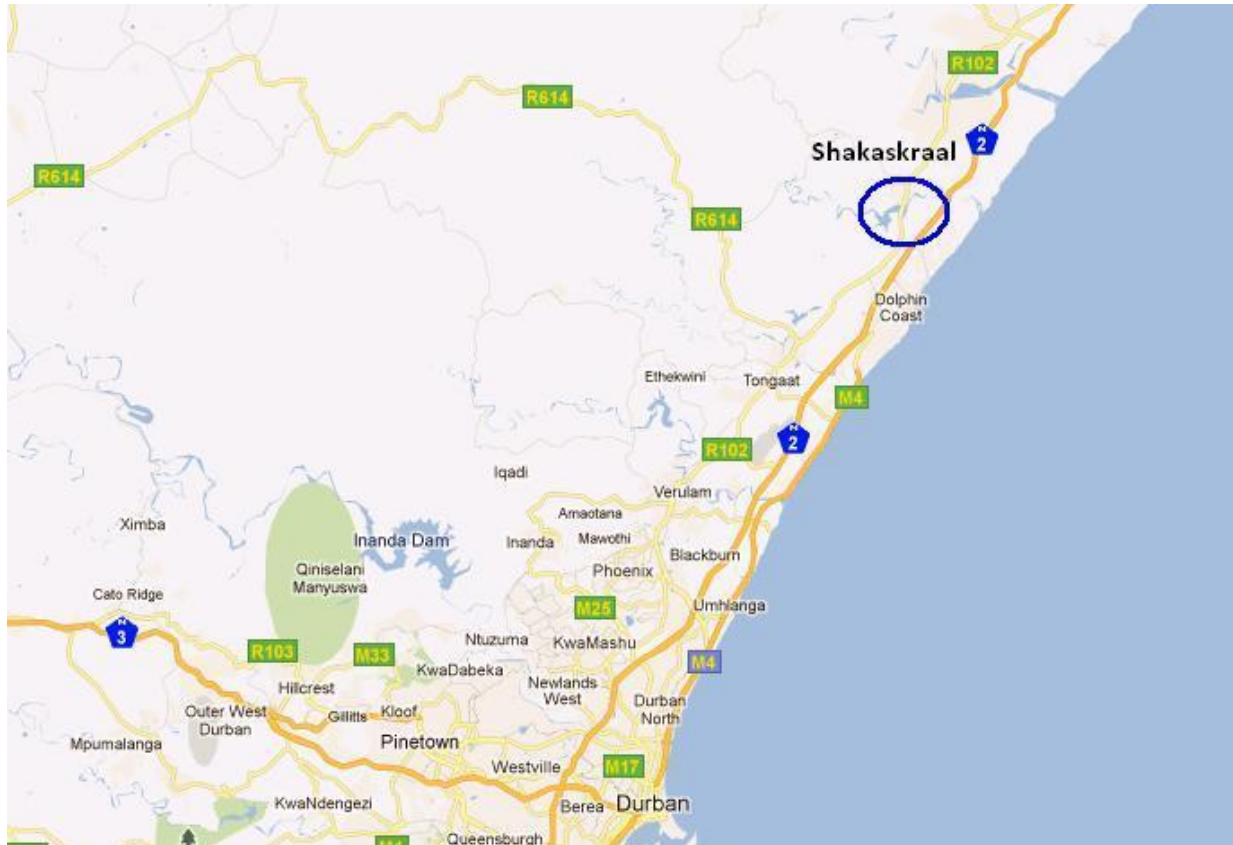 R102
R614
N
2
Shakaskraal
R614
R614
Dolphin
Coast
Ethekwini
Tongaat
M4
N
2
R102
Iqadi
Verulam
Amaotana
Ximba
Inanda Dam
Inanda
Mawothi
Blackburn
Qiniselani
Manyuswa
Phoenix
Cato Ridge
M25
Umhlanga
N
3
Ntuzuma
KwaMashu
R103
M33
M4
KwaDabeka
Hillcrest
Newlands
West
Durban
North
Outer West
Durban
Gillitts
Kloof
Mpumalanga
Pinetown
Westville
M17
KwaNdengezi
Berea
Durban
Queensburgh